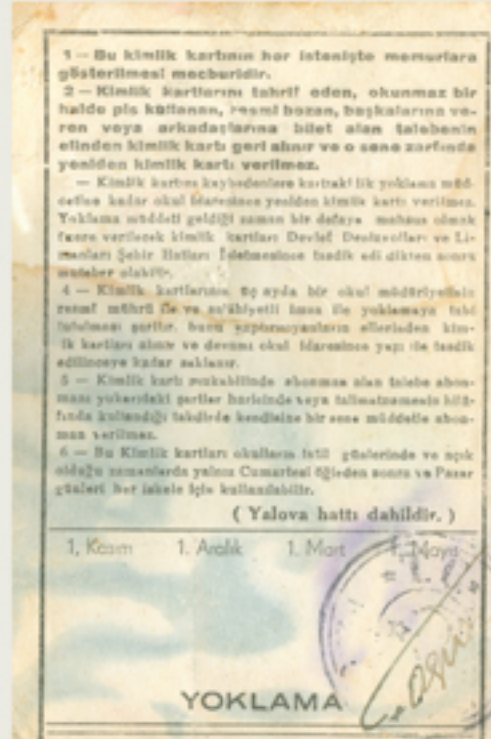 1 — Bu kimlik kartının her istenişte memurlara
gösterilmesi mecburidir.
2 — Kimlik kartlarını tahrif eden, okunmaz bir
halde pis kullanan, resmi bozan, başkalarına ve-
ren veya arkadaşlarına bilet alan talebenin
elinden kimlik kartı geri alınır ve o sene zarfında
yeniden kimlik kartı verilmez.
— Kimlik kartını kaybedenlere ilk yoklama müd-
detine kadar okul idaresince yeniden kimlik kartı verilmez.
Yoklama müddeti geldiği zaman bir defaya mahsus olmak
üzere verilecek kimlik kartları Devlet Denizyolları ve Li-
manları Şehir Hatları İşletmesince tasdik edildikten sonra
muteber olabilir.
4 — Kimlik kartlarının üç ayda bir okul müdüriyetinin
resmî mührü ile ve salâhiyetli imza ile yoklamaya tabi
tutulması şarttır. bunu yaptırmayanların ellerinden kim-
lik kartları alınır ve devamı okul idaresince yazı ile tasdik
edilinceye kadar saklanır.
5 — Kimlik kartı mukabilinde abonman alan talebe abon-
manı yukarıdaki şartlar haricinde veya talimatnamenin hilâ-
fında kullandığı takdirde kendisine bir sene müddetle abon-
man verilmez.
6 — Bu Kimlik kartları okulların tatil günlerinde ve açık
olduğu zamanlarda yalnız Cumartesi öğleden sonra ve Pazar
günleri her iskele için kullanılabilir.
( Yalova hattı dahildir. )
1, Kasım 1. Aralık 1. Mart 1. Mayıs
YOKLAMA